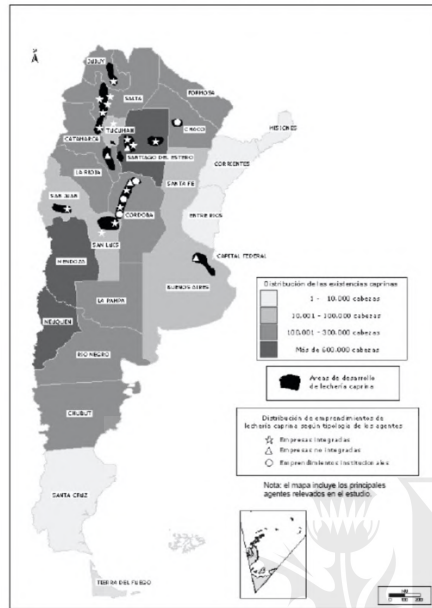 JUJUY
SALTA
FORMOSA
CHACO
TUCUMAN
CATAMARCA
SANTIAGO DEL ESTERO
MISIONES
CORRIENTES
LA RIOJA
SANTA FE
SAN JUAN
CORDOBA
ENTRE RIOS
SAN LUIS
MENDOZA
CAPITAL FEDERAL
BUENOS AIRES
LA PAMPA
NEUQUEN
RIO NEGRO
CHUBUT
SANTA CRUZ
TIERRA DEL FUEGO
Distribución de las existencias caprinas
1 - 10.000 cabezas
10.001 - 100.000 cabezas
100.001 - 300.000 cabezas
Más de 600.000 cabezas
Areas de desarrollo
de lechería caprina
Distribución de emprendimientos de
lechería caprina según tipología de los agentes
Empresas integradas
Empresas no integradas
Emprendimientos institucionales
Nota: el mapa incluye los principales
agentes relevados en el estudio.